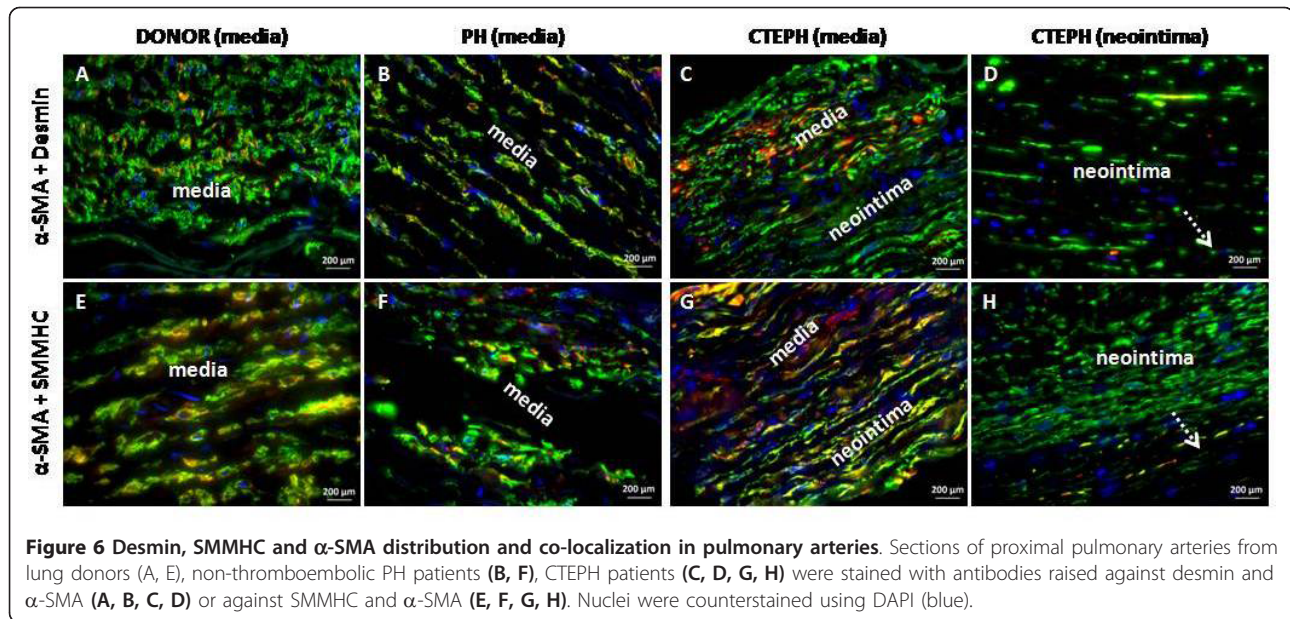 DONOR (media) PH (media) CTEPH (media) CTEPH (neointima)
α-SMA + Desmin
A
media
200 µm
B
media
200 µm
C
media
neointima
200 µm
D
neointima
200 µm
α-SMA + SMMHC
E
media
200 µm
F
media
200 µm
G
media
neointima
200 µm
H
neointima
200 µm
Figure 6 Desmin, SMMHC and α-SMA distribution and co-localization in pulmonary arteries. Sections of proximal pulmonary arteries from
lung donors (A, E), non-thromboembolic PH patients (B, F), CTEPH patients (C, D, G, H) were stained with antibodies raised against desmin and
α-SMA (A, B, C, D) or against SMMHC and α-SMA (E, F, G, H). Nuclei were counterstained using DAPI (blue).